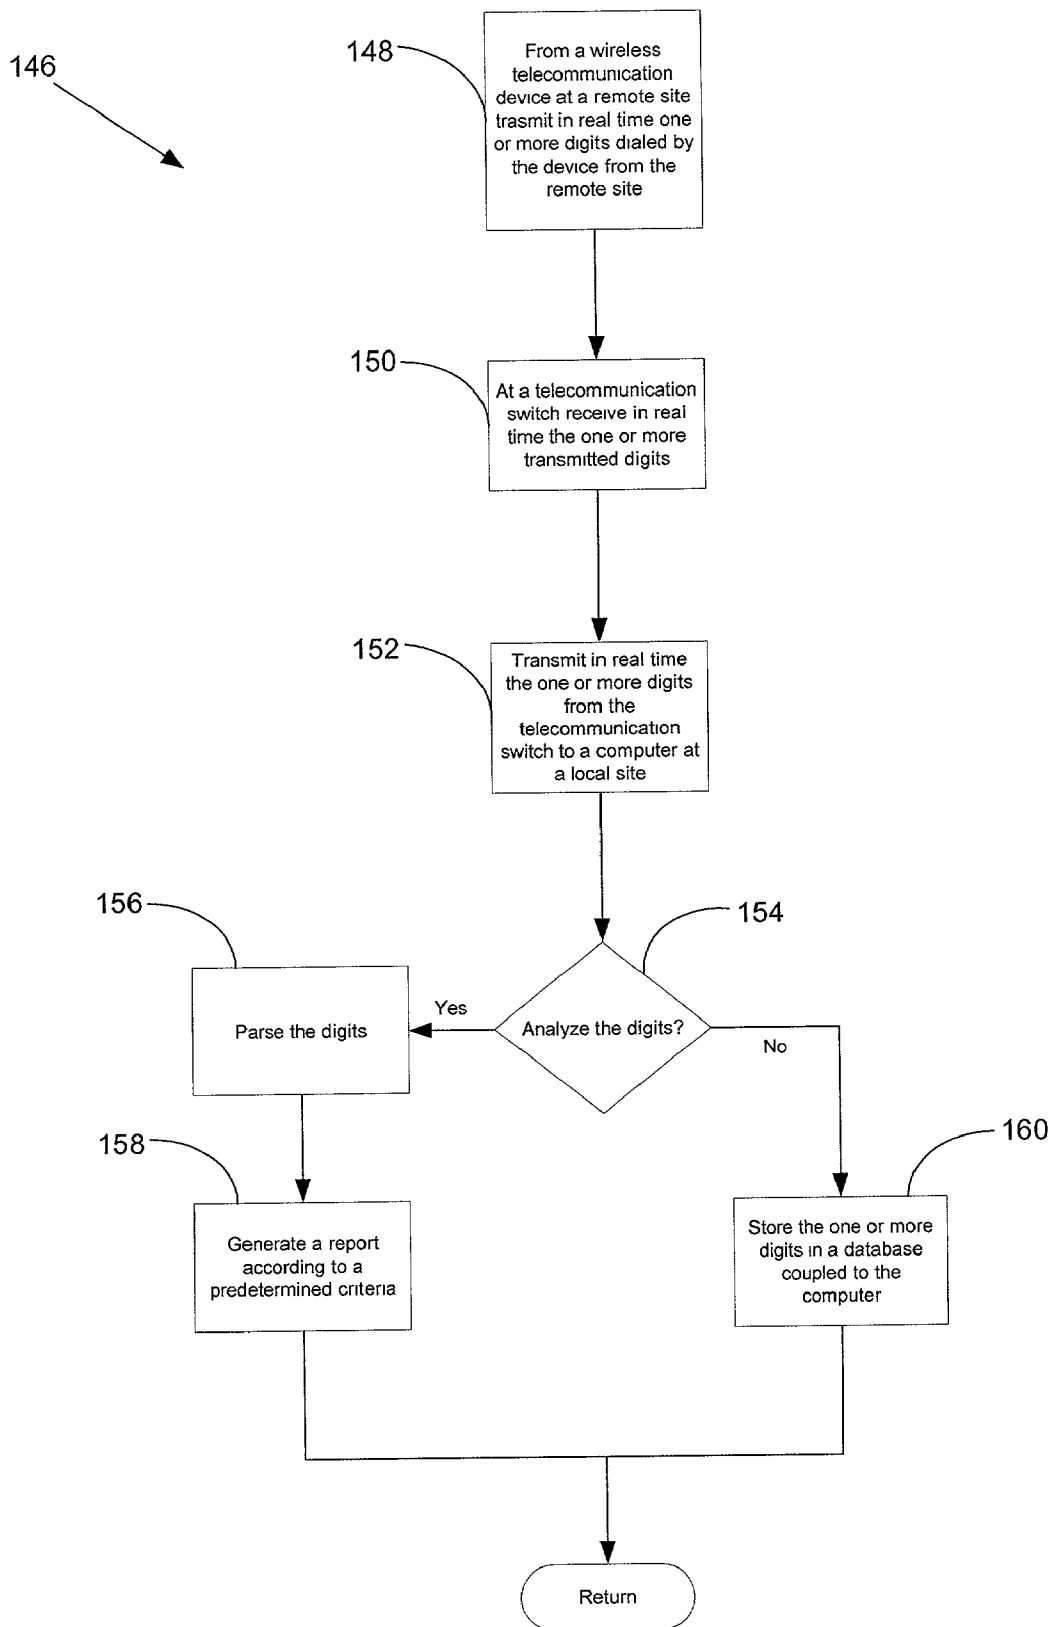 146
148
From a wireless
telecommunication
device at a remote site
trasmit in real time one
or more digits dialed by
the device from the
remote site
150
At a telecommunication
switch receive in real
time the one or more
transmitted digits
152
Transmit in real time
the one or more digits
from the
telecommunication
switch to a computer at
a local site
156
154
Parse the digits
Yes
Analyze the digits?
No
158
160
Generate a report
according to a
predetermined criteria
Store the one or more
digits in a database
coupled to the
computer
Return